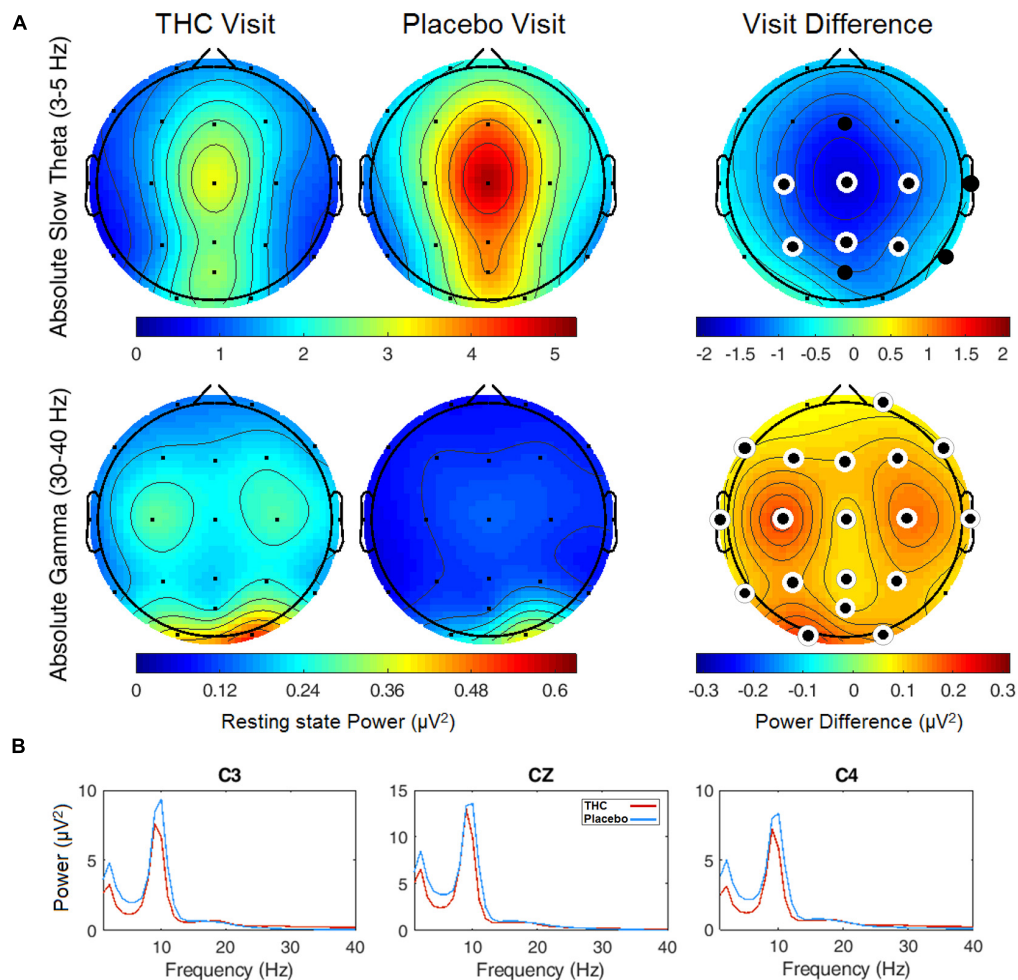 A
THC Visit
Placebo Visit
Visit Difference
Absolute Slow Theta (3-5 Hz)
0 1 2 3 4 5
-2 -1.5 -1 -0.5 0 0.5 1 1.5 2
Absolute Gamma (30-40 Hz)
0 0.12 0.24 0.36 0.48 0.6
-0.3 -0.2 -0.1 0 0.1 0.2 0.3
Resting state Power (µV²)
Power Difference (µV²)
B
C3
CZ
C4
Power (µV²)
10
5
0
0 10 20 30 40
Frequency (Hz)
15
10
5
0
THC
Placebo
0 10 20 30 40
Frequency (Hz)
10
5
0
0 10 20 30 40
Frequency (Hz)